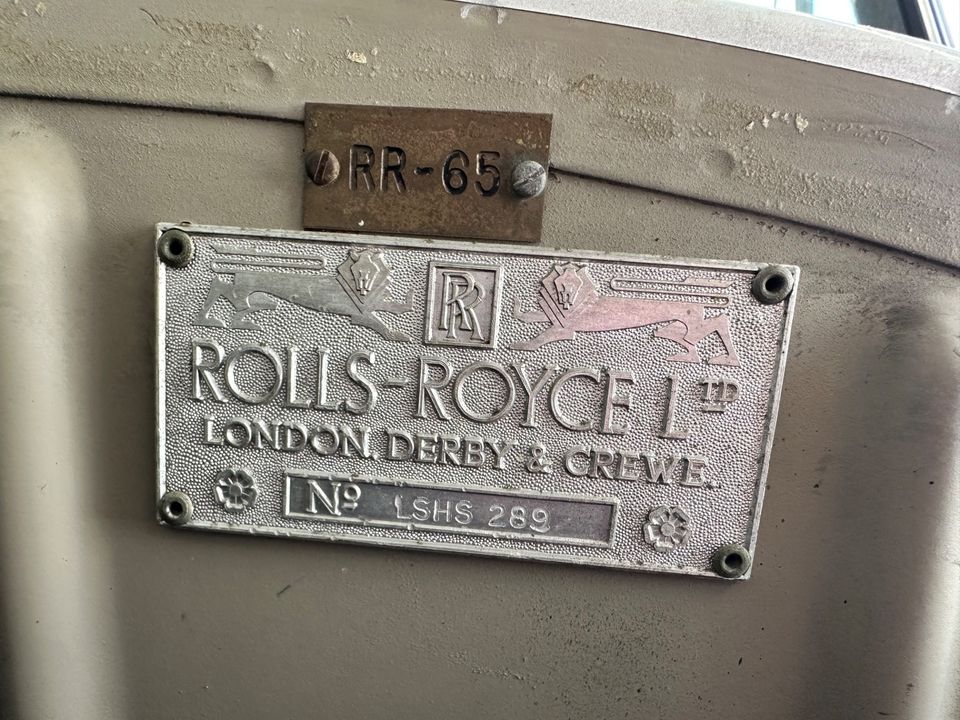 RR-65
RR
ROLLS-ROYCE LTD
LONDON. DERBY & CREWE.
Nº LSHS 289